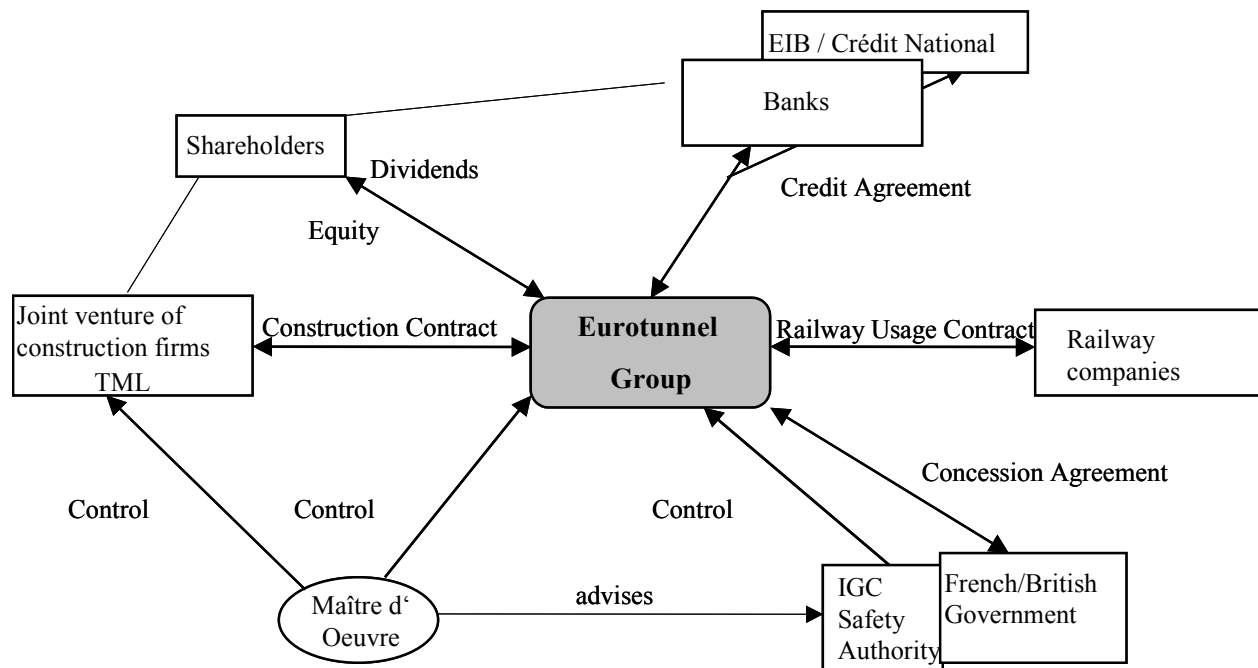 EIB / Crédit National
Banks
Shareholders
Dividends
Credit Agreement
Equity
Joint venture of
construction firms
TML
Construction Contract
Eurotunnel
Group
Railway Usage Contract
Railway
companies
Concession Agreement
Control
Control
Control
Maître d‘
Oeuvre
advises
IGC
Safety
Authority
French/British
Government